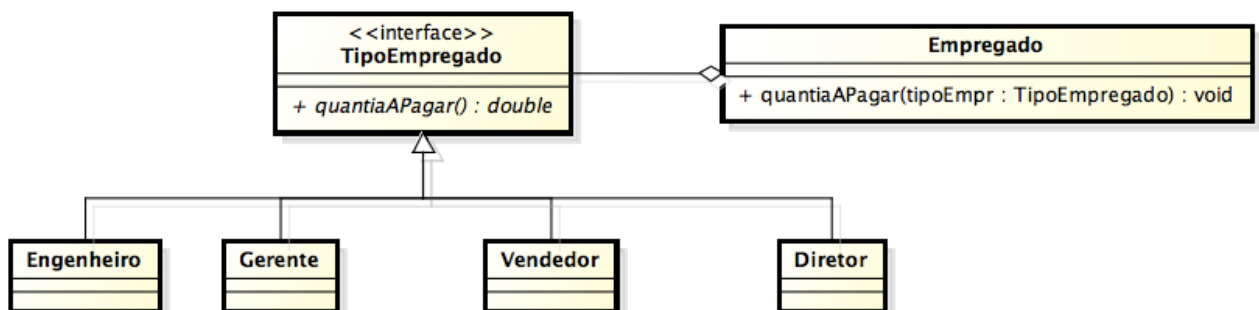 <<interface>>
TipoEmpregado
+ quantiaAPagar() : double
Empregado
+ quantiaAPagar(tipoEmpr : TipoEmpregado) : void
Engenheiro
Gerente
Vendedor
Diretor